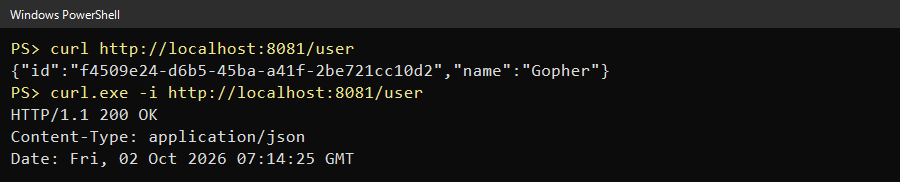 Windows PowerShell
PS> curl http://localhost:8081/user
{"id":"f4509e24-d6b5-45ba-a41f-2be721cc10d2","name":"Gopher"}
PS> curl.exe -i http://localhost:8081/user
HTTP/1.1 200 OK
Content-Type: application/json
Date: Fri, 02 Oct 2026 07:14:25 GMT